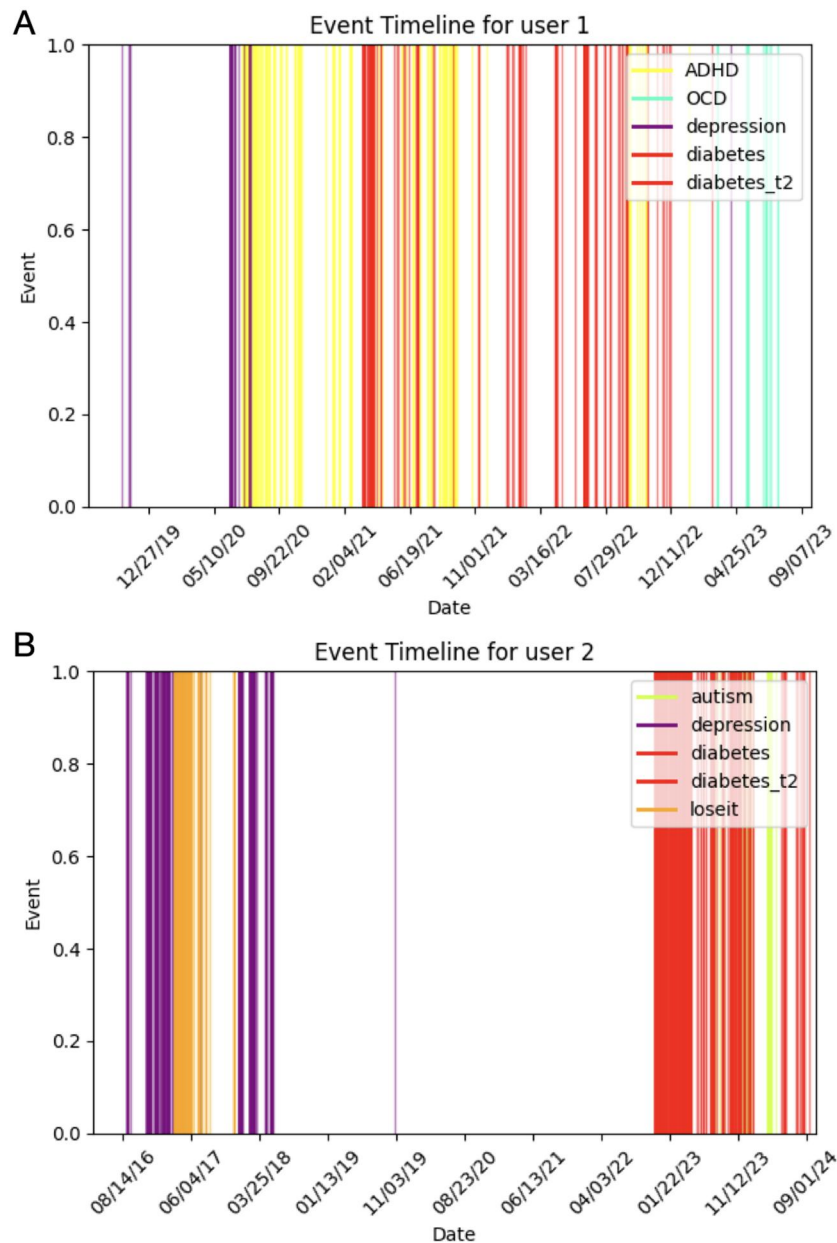 A
Event Timeline for user 1
1.0
0.8
0.6
0.4
0.2
0.0
Event
ADHD
OCD
depression
diabetes
diabetes_t2
12/27/19
05/10/20
09/22/20
02/04/21
06/19/21
11/01/21
03/16/22
07/29/22
12/11/22
04/25/23
09/07/23
Date
B
Event Timeline for user 2
1.0
0.8
0.6
0.4
0.2
0.0
Event
autism
depression
diabetes
diabetes_t2
loseit
08/14/16
06/04/17
03/25/18
01/13/19
11/03/19
08/23/20
06/13/21
04/03/22
01/22/23
11/12/23
09/01/24
Date